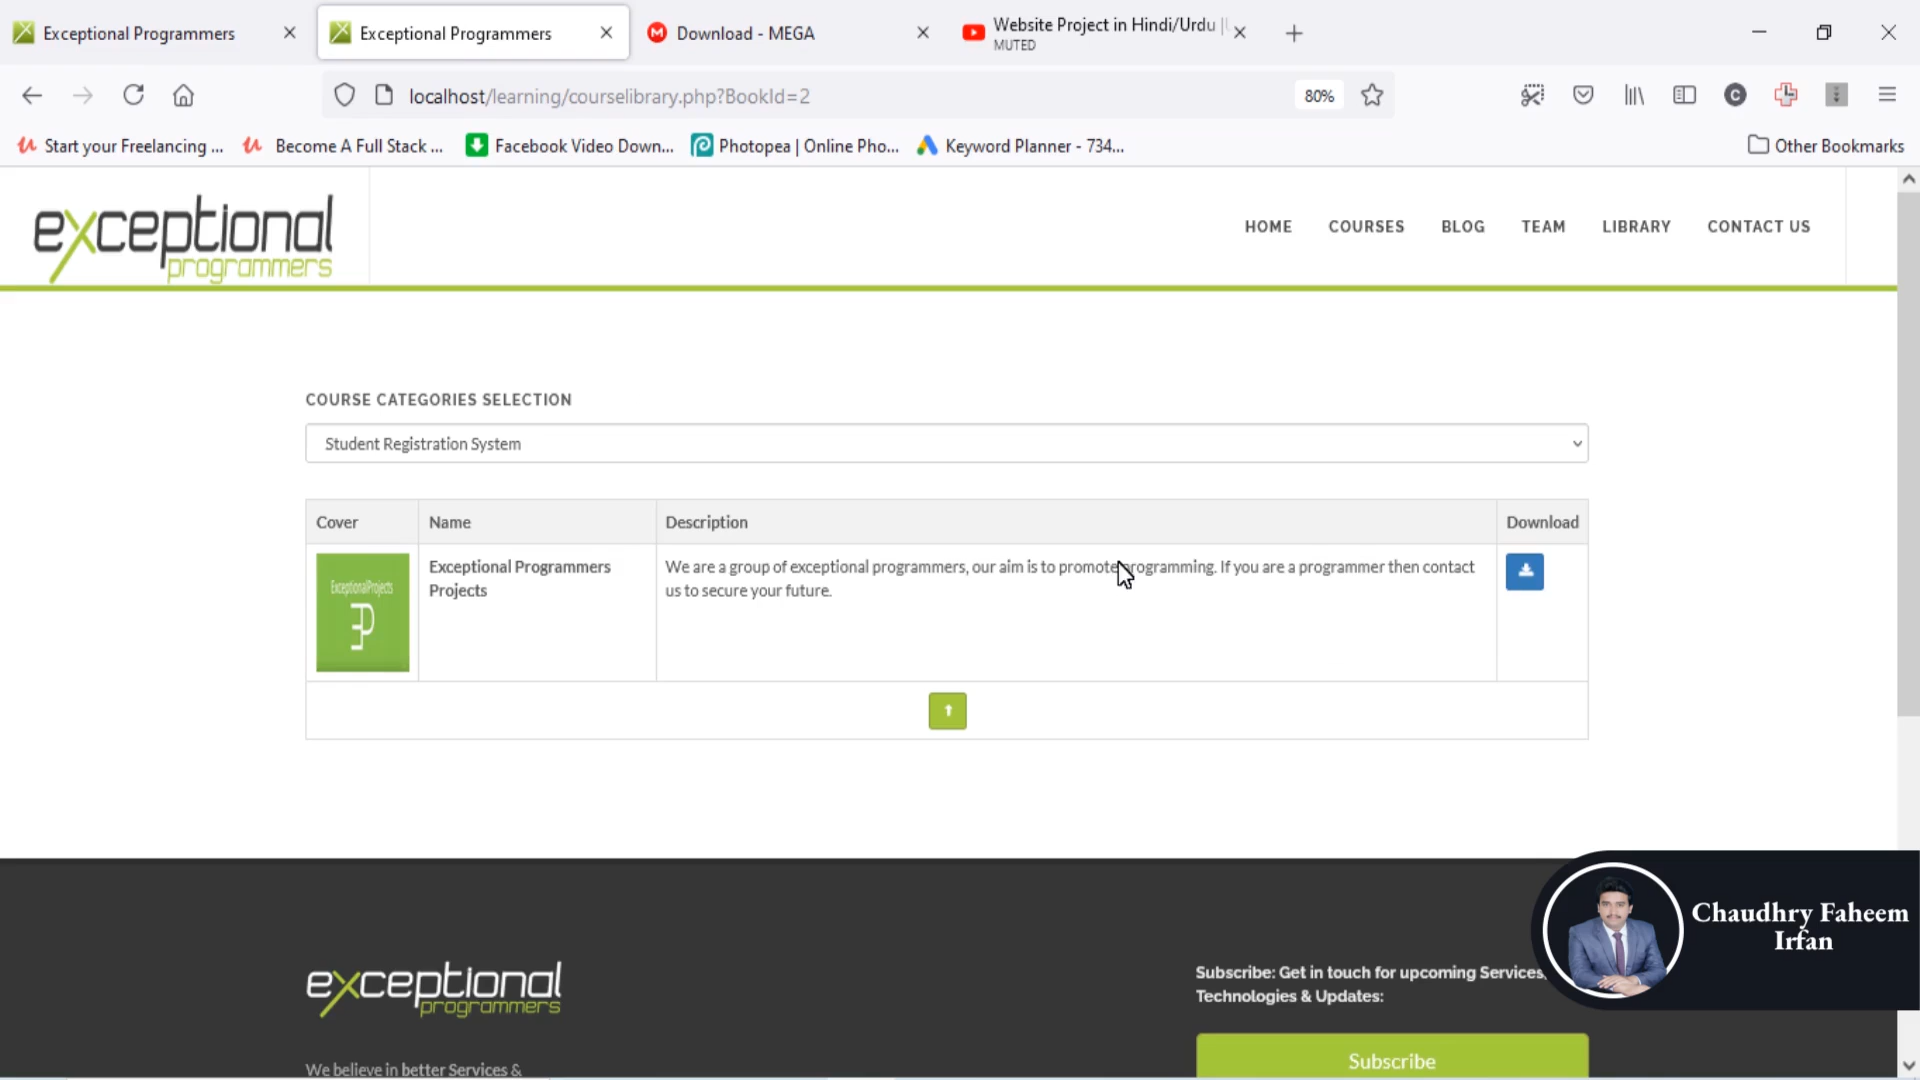 Exceptional Programmers
Exceptional Programmers
Download - MEGA
Website Project in Hindi/Urdu |
MUTED
localhost/learning/courselibrary.php?BookId=2
80%
Start your Freelancing ...
Become A Full Stack ...
Facebook Video Down...
Photopea | Online Pho...
Keyword Planner - 734...
Other Bookmarks
exceptional
programmers
HOME
COURSES
BLOG
TEAM
LIBRARY
CONTACT US
COURSE CATEGORIES SELECTION
Student Registration System
Cover
Name
Description
Download
ExceptionalProjects
Exceptional Programmers
Projects
We are a group of exceptional programmers, our aim is to promote programming. If you are a programmer then contact
us to secure your future.
exceptional
programmers
We believe in better Services &
Subscribe: Get in touch for upcoming Services
Technologies & Updates:
Subscribe
Chaudhry Faheem
Irfan